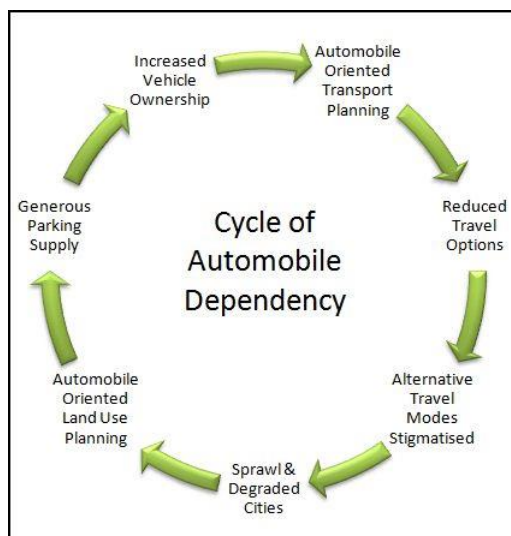 Cycle of
Automobile
Dependency
Increased
Vehicle
Ownership
Automobile
Oriented
Transport
Planning
Reduced
Travel
Options
Alternative
Travel
Modes
Stigmatised
Sprawl &
Degraded
Cities
Automobile
Oriented
Land Use
Planning
Generous
Parking
Supply